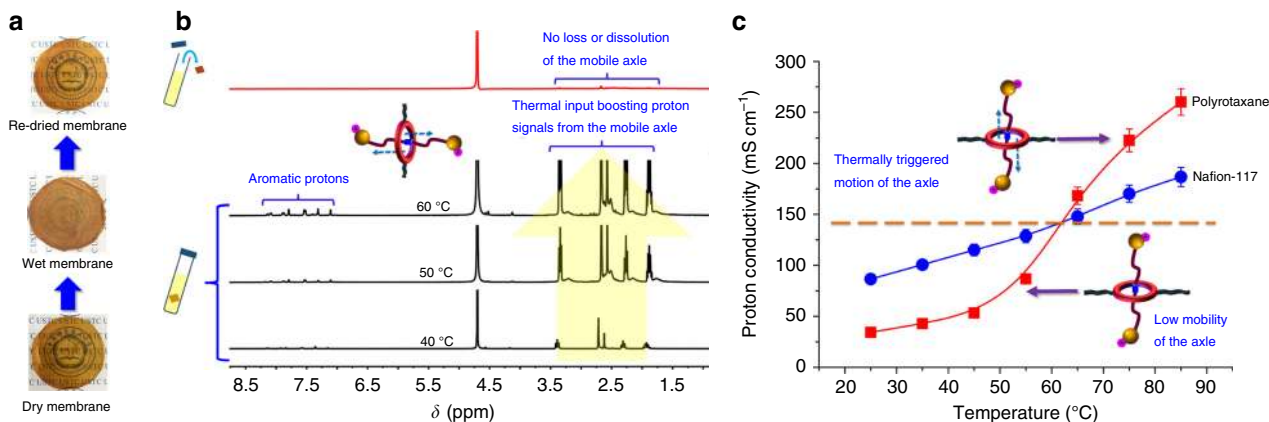 a
CUSTCUSTCUSTCU
Re-dried membrane
Wet membrane
Dry membrane
b
No loss or dissolution
of the mobile axle
Thermal input boosting proton
signals from the mobile axle
Aromatic protons
60 °C
50 °C
40 °C
8.5 7.5 6.5 5.5 4.5 3.5 2.5 1.5
δ (ppm)
c
Proton conductivity (mS cm⁻¹)
300
250
200
150
100
50
0
Polyrotaxane
Nafion-117
Thermally triggered
motion of the axle
Low mobility
of the axle
20 30 40 50 60 70 80 90
Temperature (°C)